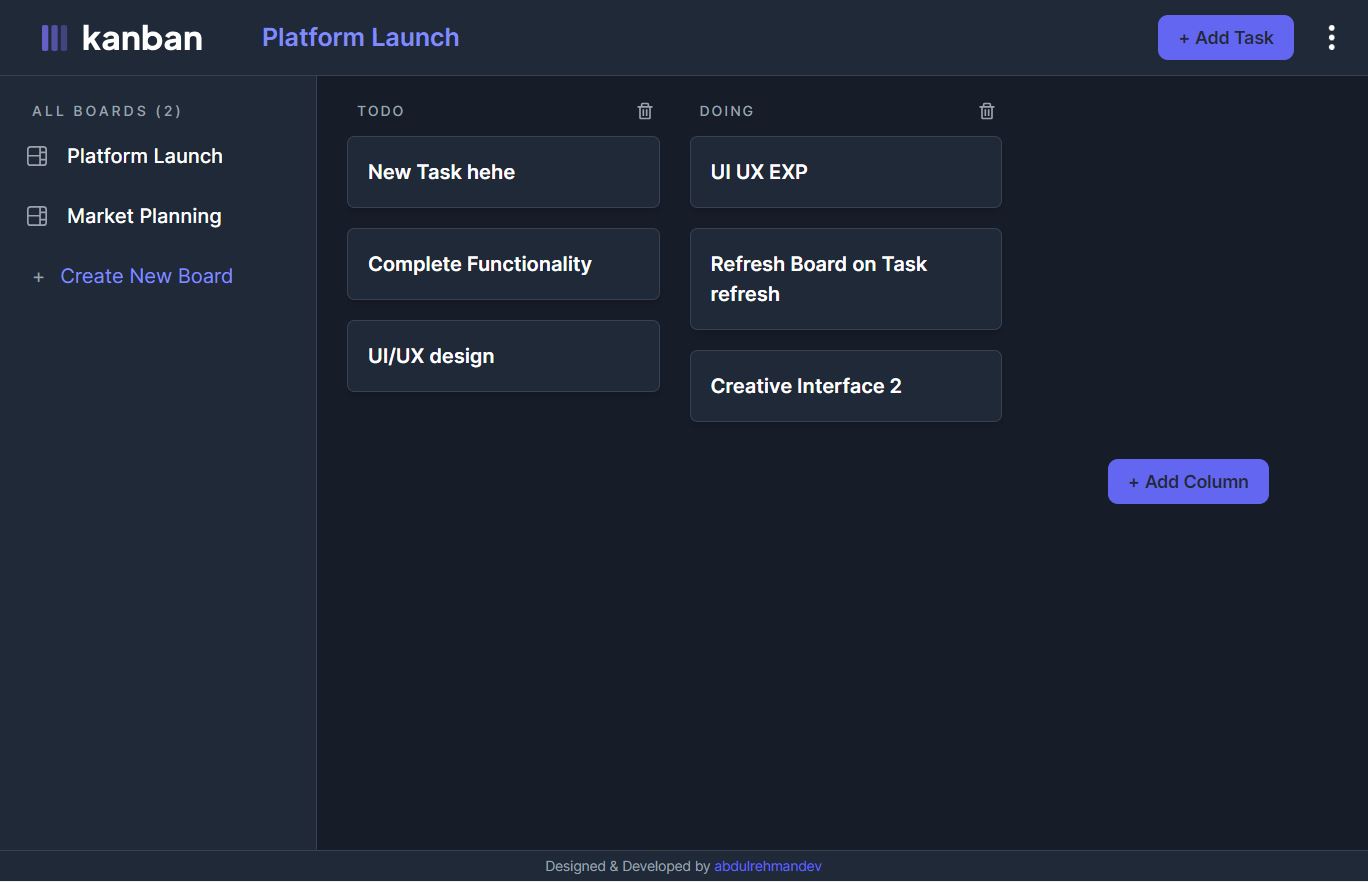 kanban
Platform Launch
+ Add Task
ALL BOARDS (2)
Platform Launch
Market Planning
+ Create New Board
TODO
New Task hehe
Complete Functionality
UI/UX design
DOING
UI UX EXP
Refresh Board on Task
refresh
Creative Interface 2
+ Add Column
Designed & Developed by abdulrehmandev